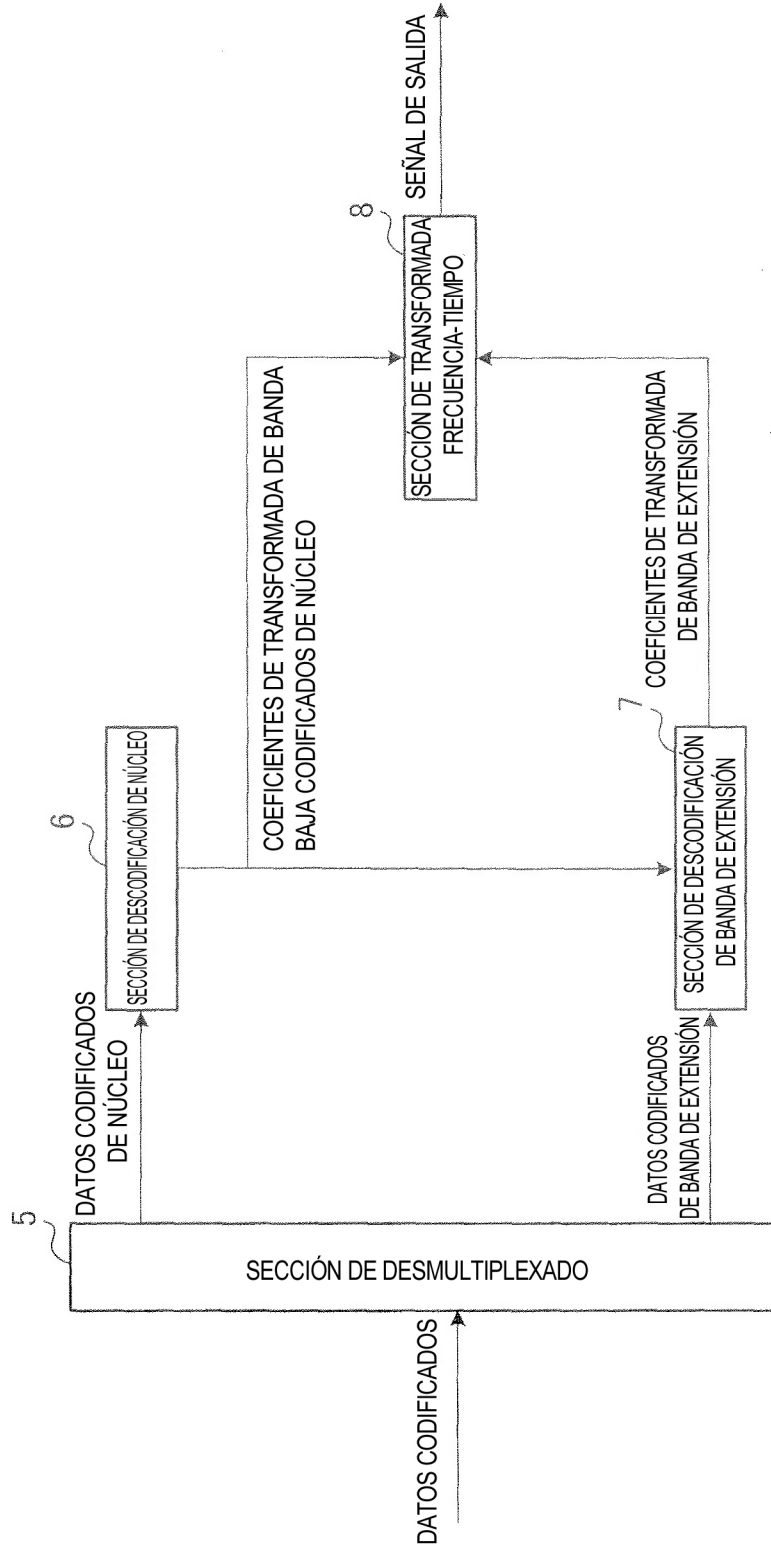 DATOS CODIFICADOS
5
SECCIÓN DE DESMULTIPLEXADO
DATOS CODIFICADOS
DE NÚCLEO
6
SECCIÓN DE DESCODIFICACIÓN DE NÚCLEO
COEFICIENTES DE TRANSFORMADA DE BANDA
BAJA CODIFICADOS DE NÚCLEO
DATOS CODIFICADOS
DE BANDA DE EXTENSIÓN
7
SECCIÓN DE DESCODIFICACIÓN
DE BANDA DE EXTENSIÓN
COEFICIENTES DE TRANSFORMADA
DE BANDA DE EXTENSIÓN
8
SECCIÓN DE TRANSFORMADA
FRECUENCIA-TIEMPO
SEÑAL DE SALIDA